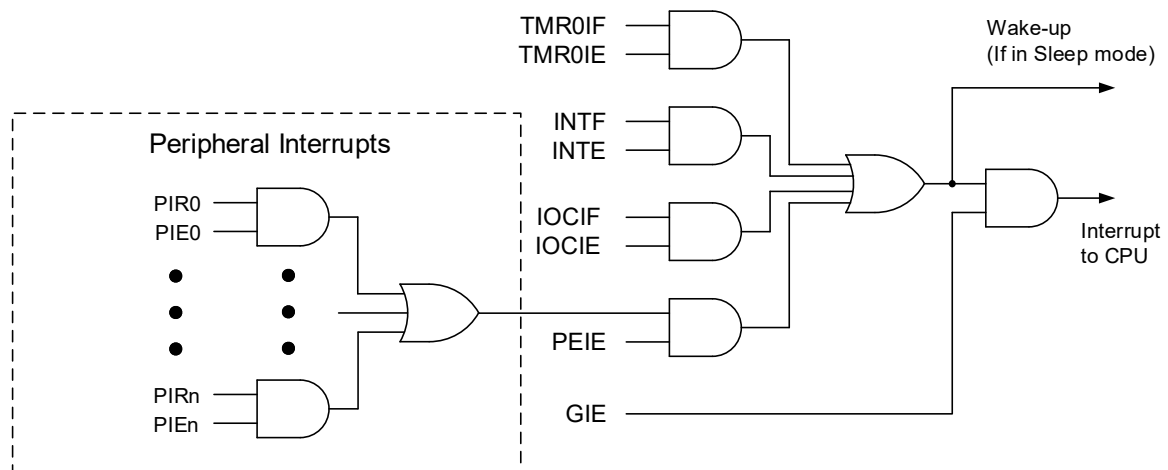 TMR0IF
TMR0IE
Wake-up
(If in Sleep mode)
INTF
INTE
Peripheral Interrupts
PIR0
PIE0
IOCIF
IOCIE
Interrupt
to CPU
PEIE
PIRn
PIEn
GIE